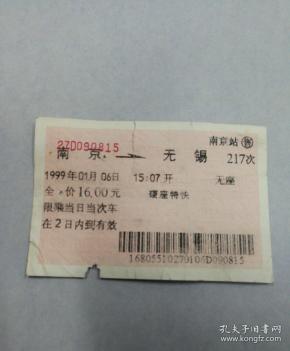 27D090815
南京站 售
南京 → 无锡 217次
1999年01月06日 15:07开 无座
全 价16.00元 硬座特快
限乘当日当次车
在2日内到有效
16805510279106D090815
孔夫子旧书网